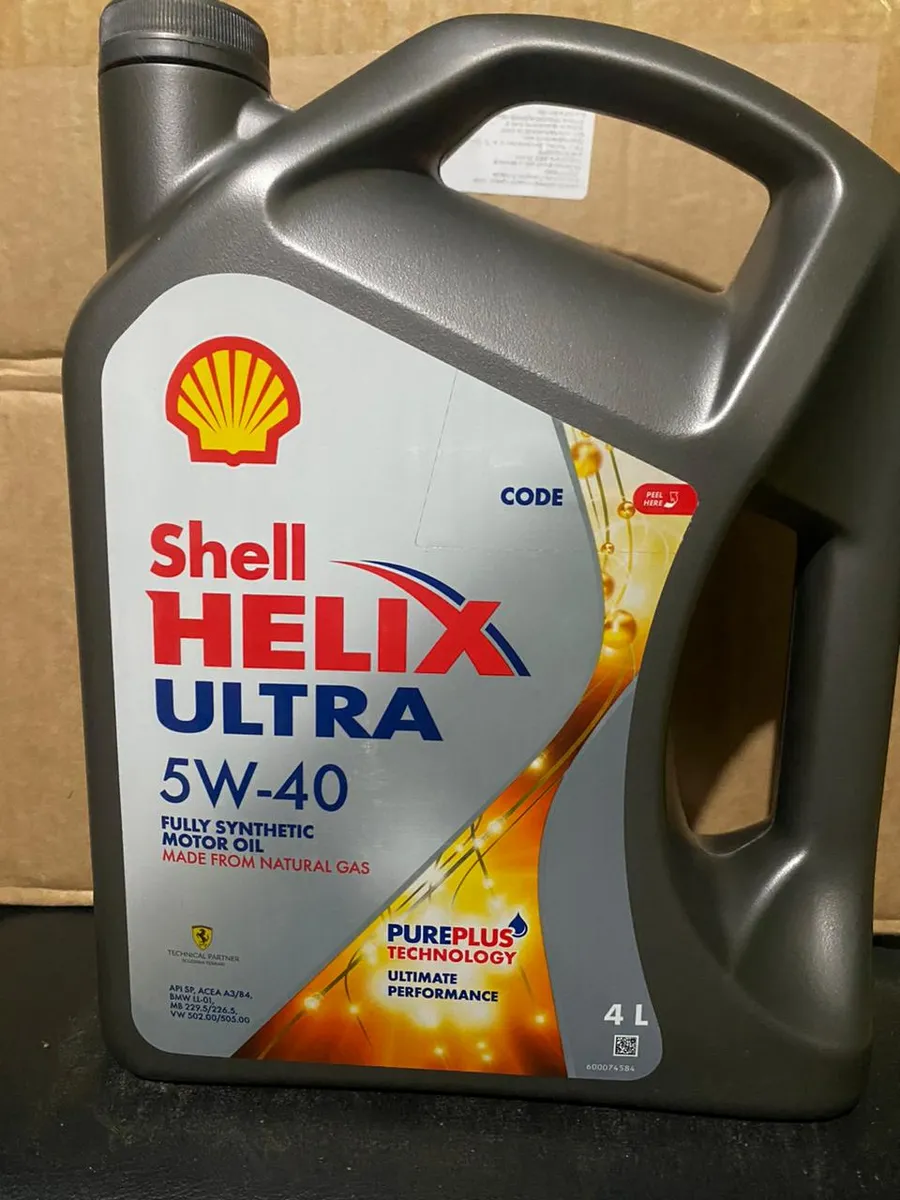 CODE
PEEL
HERE
Shell
HELIX
ULTRA
5W-40
FULLY SYNTHETIC
MOTOR OIL
MADE FROM NATURAL GAS
PUREPLUS
TECHNOLOGY
ULTIMATE
PERFORMANCE
TECHNICAL PARTNER
SCUDERIA FERRARI
API SP, ACEA A3/B4,
BMW LL-01,
MB 229.5/226.5,
VW 502.00/505.00
4 L
600074584